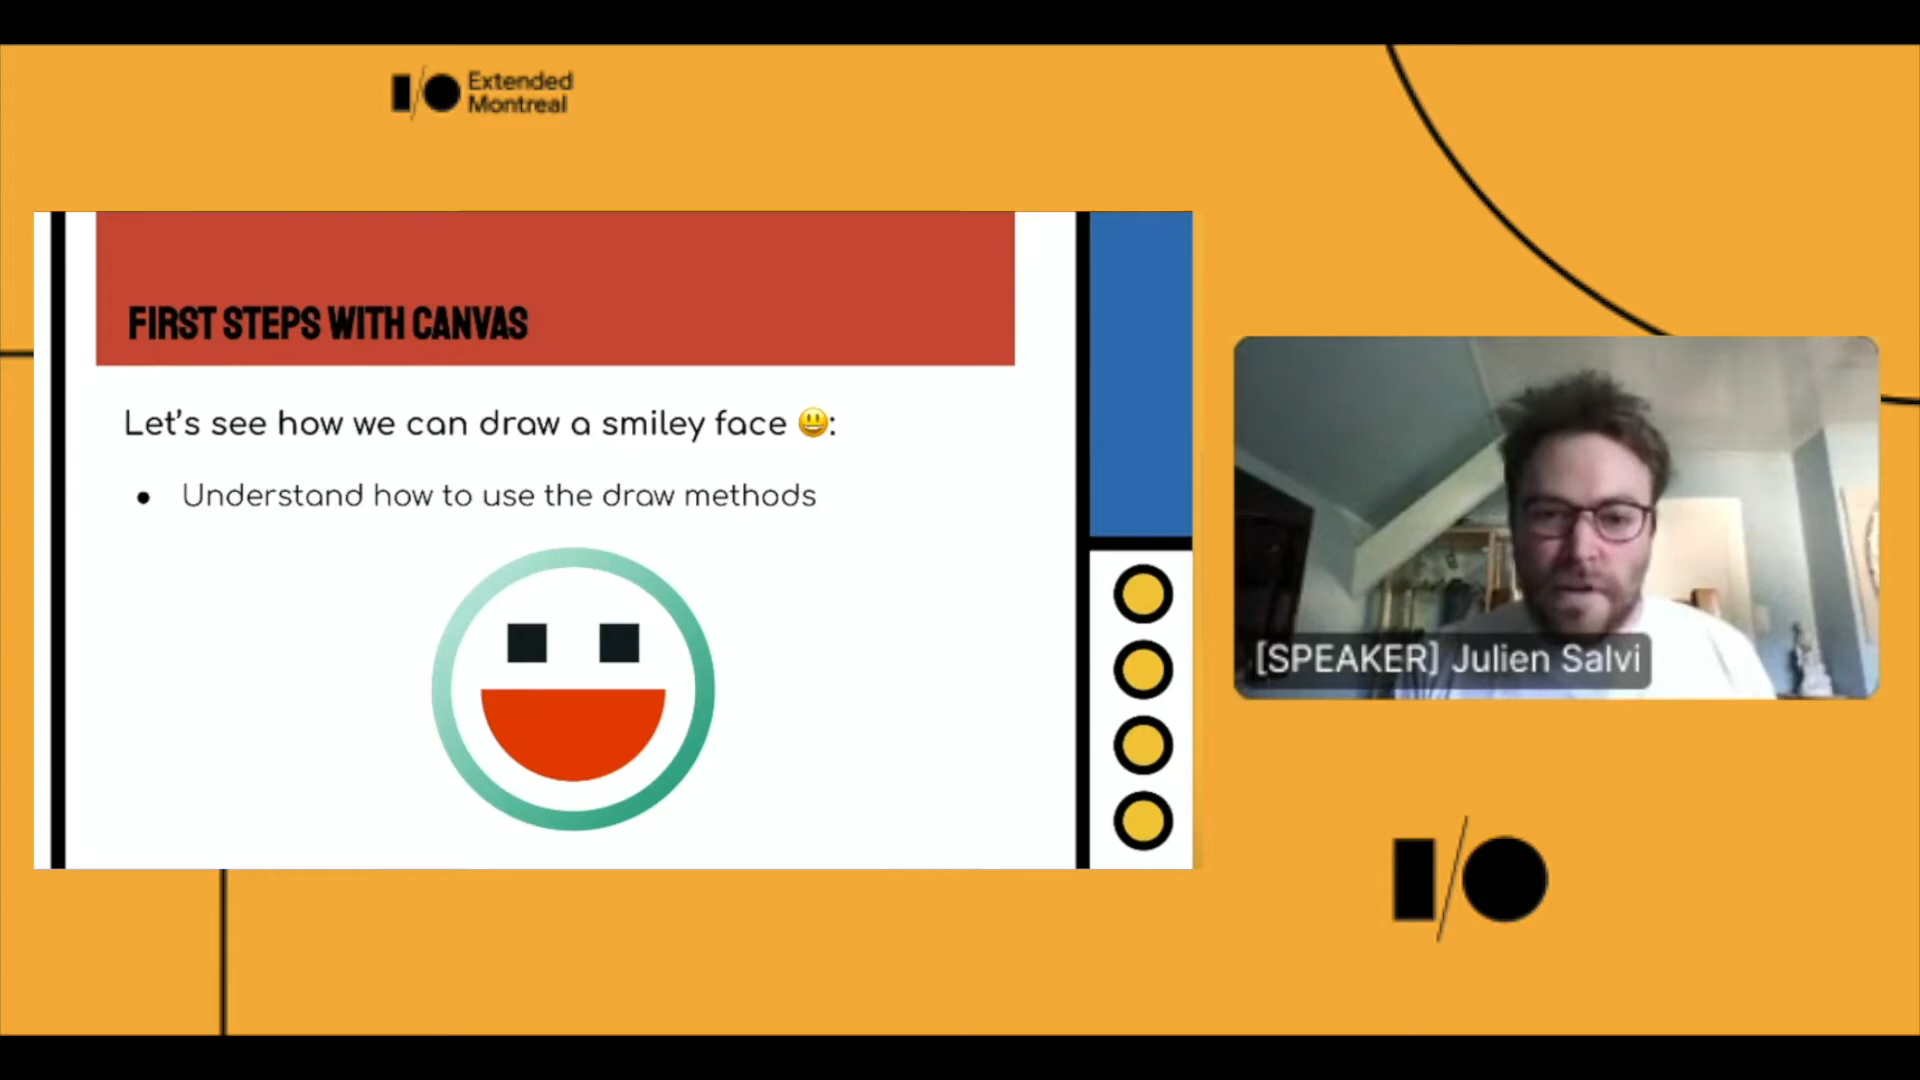 Extended
Montreal
FIRST STEPS WITH CANVAS
Let's see how we can draw a smiley face 😃:
● Understand how to use the draw methods
[SPEAKER] Julien Salvi
I/O